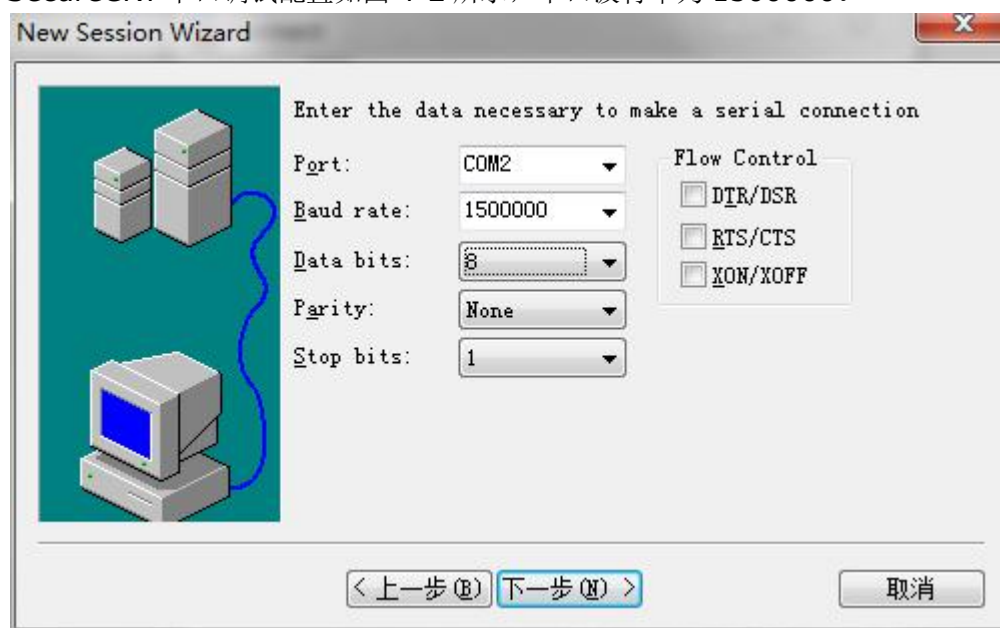 New Session Wizard
Enter the data necessary to make a serial connection
Port: COM2
Baud rate: 1500000
Data bits: 8
Parity: None
Stop bits: 1
Flow Control
DTR/DSR
RTS/CTS
XON/XOFF
< 上一步(B) 下一步(N) > 取消